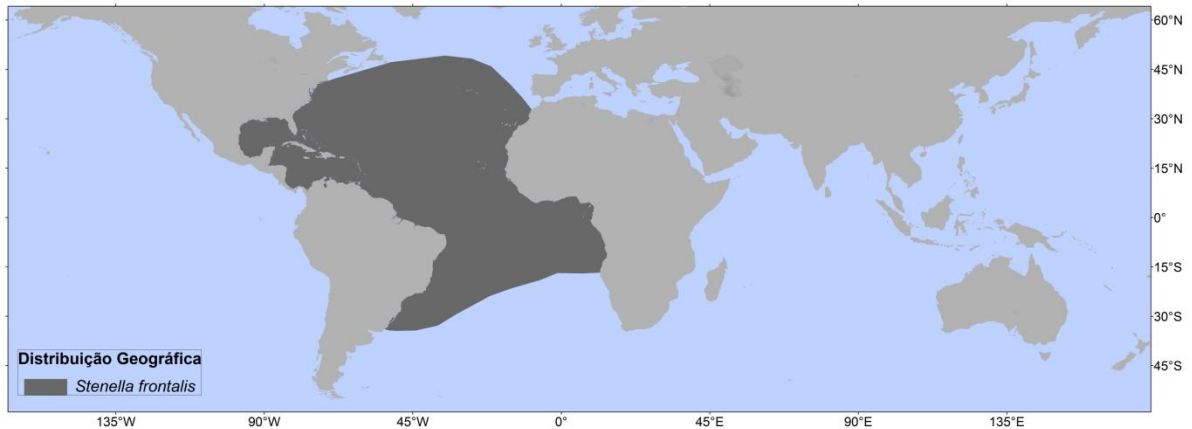 60°N
45°N
30°N
15°N
0°
15°S
30°S
45°S
Distribuição Geográfica
Stenella frontalis
135°W
90°W
45°W
0°
45°E
90°E
135°E